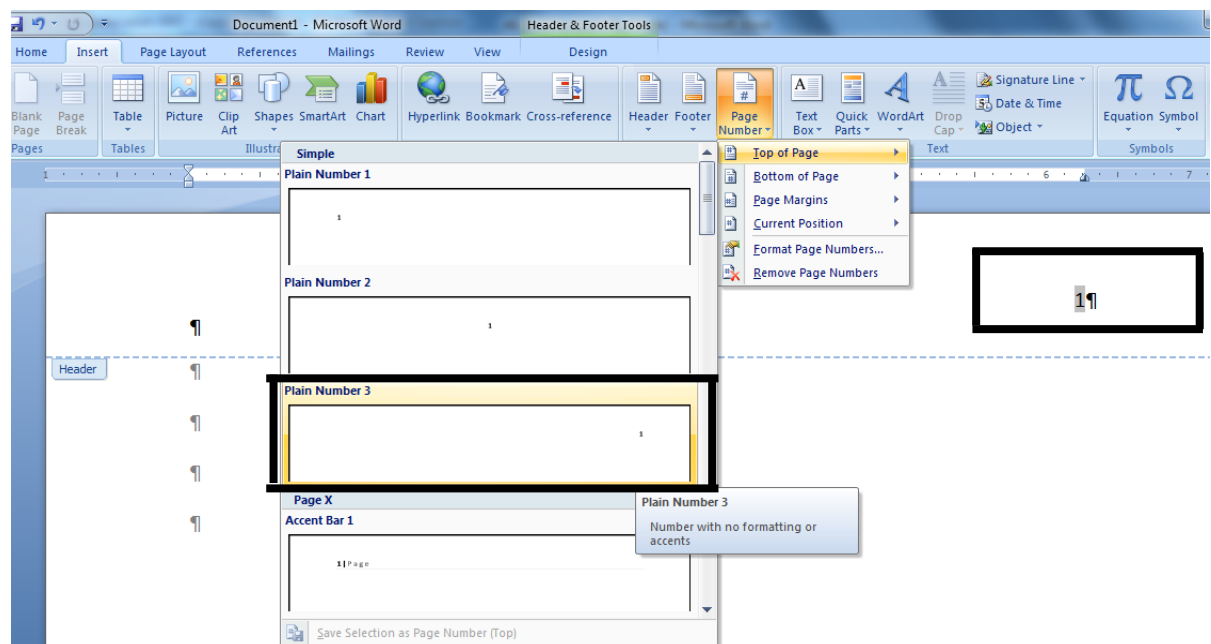 Document1 - Microsoft Word Header & Footer Tools
Home Insert Page Layout References Mailings Review View Design
Blank Page
Page Break
Table
Picture
Clip Art
Shapes
SmartArt
Chart
Hyperlink
Bookmark
Cross-reference
Header
Footer
Page Number
Text Box
Quick Parts
WordArt
Drop Cap
Signature Line
Date & Time
Object
Equation
Symbol
Pages Tables Illustra Text Symbols
1 6 7
Simple
Plain Number 1
1
Plain Number 2
1
Plain Number 3
1
Page X
Accent Bar 1
1|Page
Save Selection as Page Number (Top)
Top of Page
Bottom of Page
Page Margins
Current Position
Format Page Numbers...
Remove Page Numbers
1¶
¶
Header ¶
¶
¶
¶
Plain Number 3
Number with no formatting or
accents